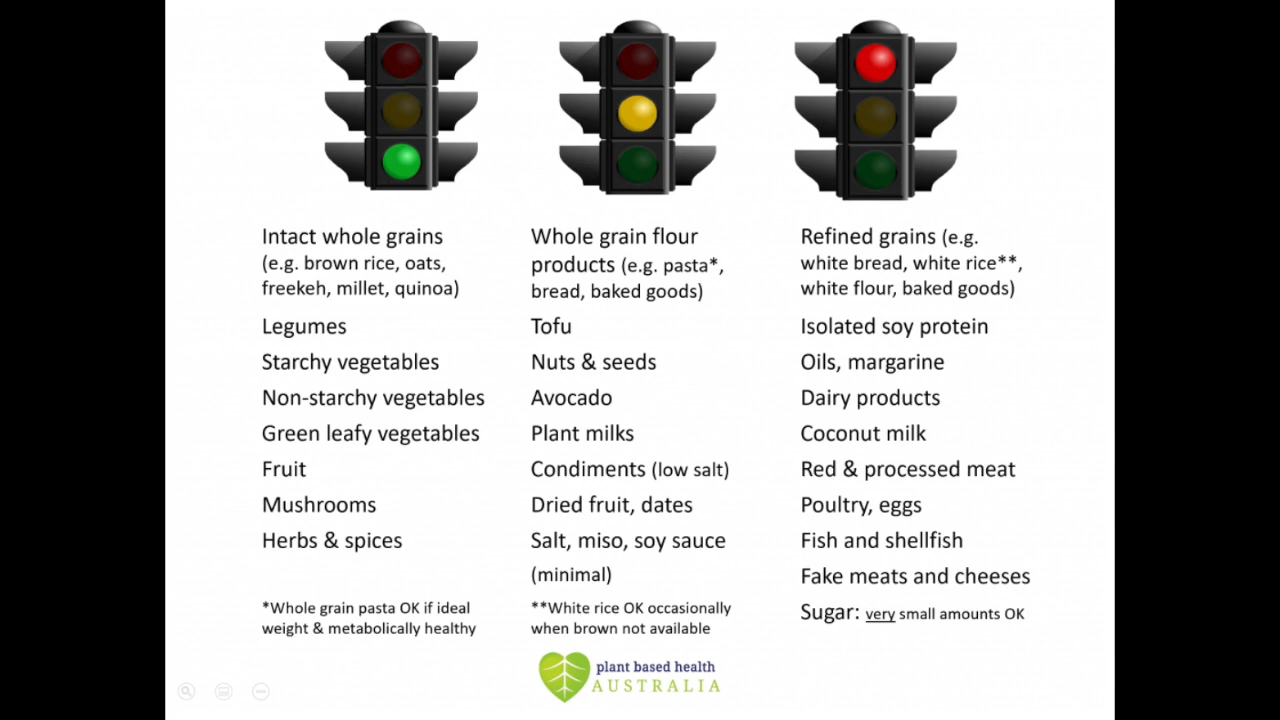 Intact whole grains
(e.g. brown rice, oats,
freekeh, millet, quinoa)
Legumes
Starchy vegetables
Non-starchy vegetables
Green leafy vegetables
Fruit
Mushrooms
Herbs & spices
*Whole grain pasta OK if ideal
weight & metabolically healthy
Whole grain flour
products (e.g. pasta*,
bread, baked goods)
Tofu
Nuts & seeds
Avocado
Plant milks
Condiments (low salt)
Dried fruit, dates
Salt, miso, soy sauce
(minimal)
**White rice OK occasionally
when brown not available
Refined grains (e.g.
white bread, white rice**,
white flour, baked goods)
Isolated soy protein
Oils, margarine
Dairy products
Coconut milk
Red & processed meat
Poultry, eggs
Fish and shellfish
Fake meats and cheeses
Sugar: very small amounts OK
plant based health
AUSTRALIA